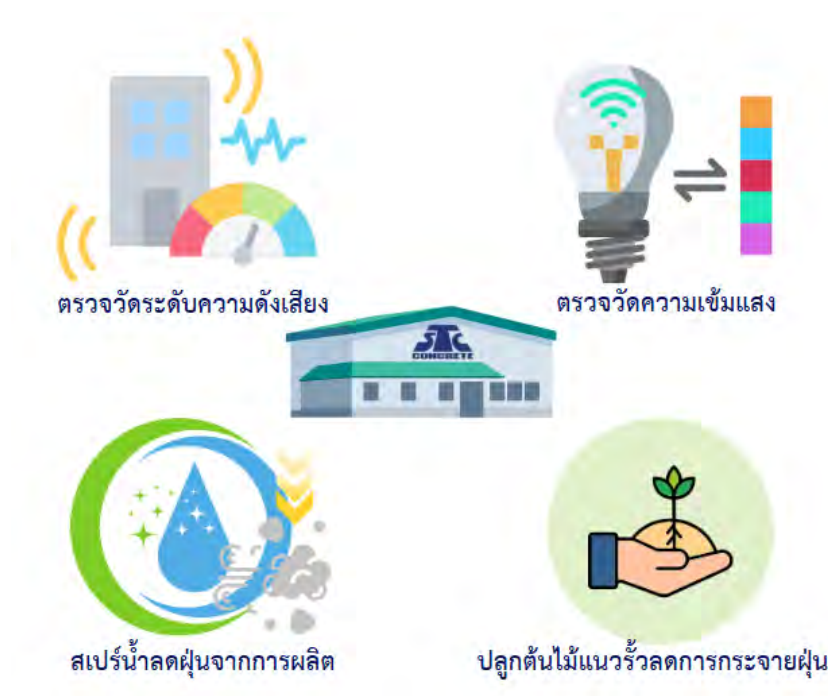 ตรวจวัดระดับความดังเสียง
ตรวจวัดความเข้มแสง
STC
CONCRETE
สเปร์น้ำลดฝุ่นจากการผลิต
ปลูกต้นไม้แนวรั้วลดการกระจายฝุ่น